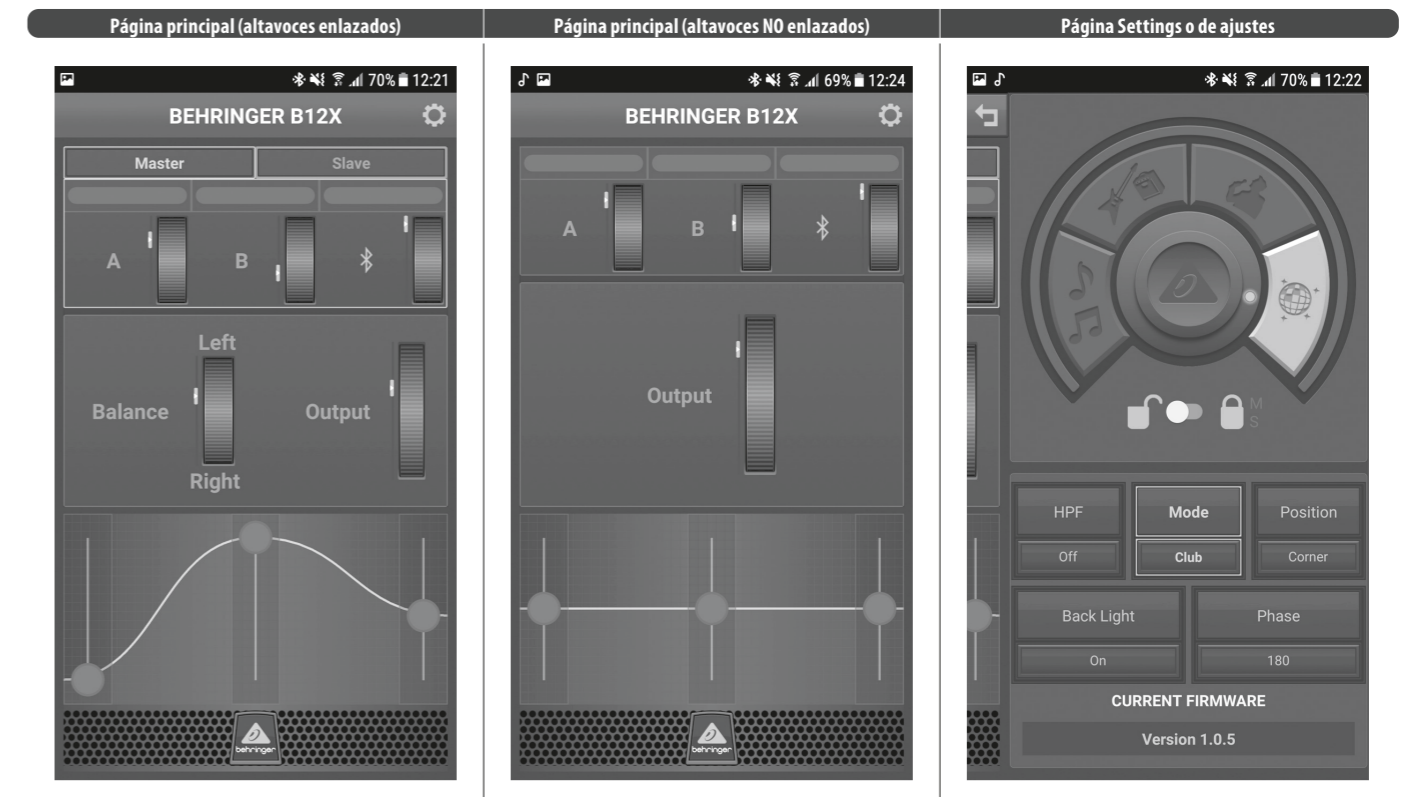 Página principal (altavoces enlazados)
Página principal (altavoces NO enlazados)
Página Settings o de ajustes
70% 12:21
BEHRINGER B12X
Master
Slave
A
B
Left
Balance
Output
Right
behringer
69% 12:24
BEHRINGER B12X
A
B
Output
behringer
70% 12:22
M
S
HPF
Mode
Position
Off
Club
Corner
Back Light
Phase
On
180
CURRENT FIRMWARE
Version 1.0.5